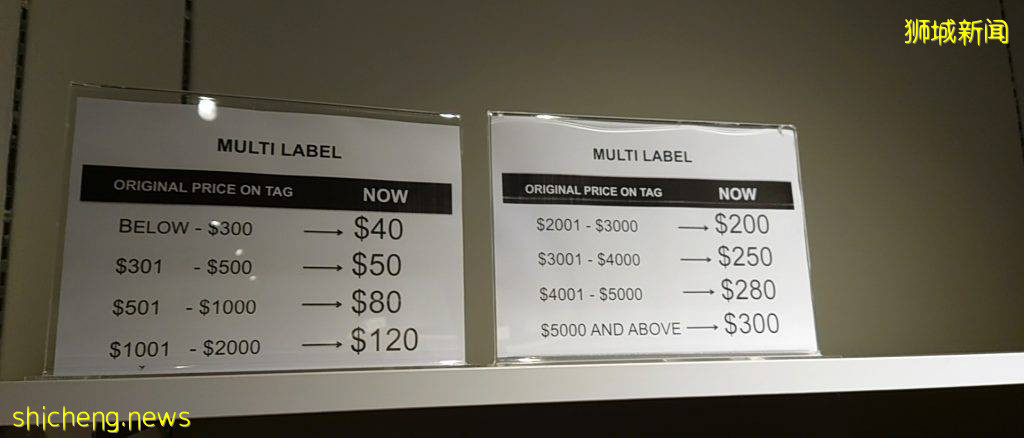 狮城新闻
MULTI LABEL
ORIGINAL PRICE ON TAG NOW
BELOW - $300 → $40
$301 - $500 → $50
$501 - $1000 → $80
$1001 - $2000 → $120
MULTI LABEL
ORIGINAL PRICE ON TAG NOW
$2001 - $3000 → $200
$3001 - $4000 → $250
$4001 - $5000 → $280
$5000 AND ABOVE → $300
shicheng.news